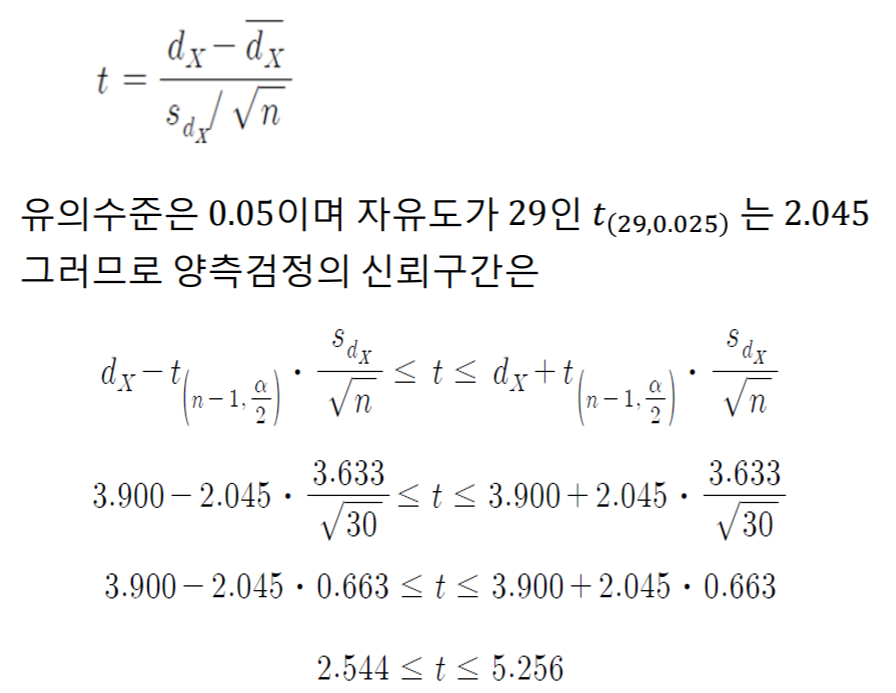 t = \frac{d_X - \overline{d_X}}{s_{d_X} / \sqrt{n}}
유의수준은 0.05이며 자유도가 29인 t_{(29,0.025)} 는 2.045
그러므로 양측검정의 신뢰구간은
d_X - t_{\left(n-1, \frac{\alpha}{2}\right)} \cdot \frac{s_{d_X}}{\sqrt{n}} \le t \le d_X + t_{\left(n-1, \frac{\alpha}{2}\right)} \cdot \frac{s_{d_X}}{\sqrt{n}}
3.900 - 2.045 \cdot \frac{3.633}{\sqrt{30}} \le t \le 3.900 + 2.045 \cdot \frac{3.633}{\sqrt{30}}
3.900 - 2.045 \cdot 0.663 \le t \le 3.900 + 2.045 \cdot 0.663
2.544 \le t \le 5.256